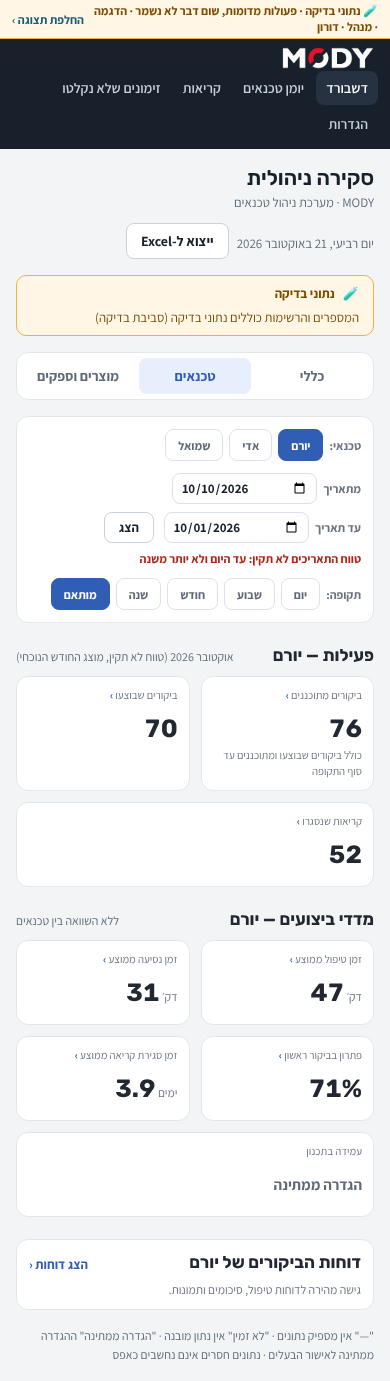 🧪 נתוני בדיקה · פעולות מדומות, שום דבר לא נשמר · הדגמה
· מנהל · דורון
החלפת תצוגה ›
MODY
דשבורד
יומן טכנאים
קריאות
זימונים שלא נקלטו
הגדרות
סקירה ניהולית
MODY · מערכת ניהול טכנאים
יום רביעי, 21 באוקטובר 2026
ייצוא ל-Excel
🧪 נתוני בדיקה
המספרים והרשימות כוללים נתוני בדיקה (סביבת בדיקה)
כללי
טכנאים
מוצרים וספקים
טכנאי:
יורם
אדי
שמואל
מתאריך
10/10/2026
עד תאריך
10/01/2026
הצג
טווח התאריכים לא תקין: עד היום ולא יותר משנה
תקופה:
יום
שבוע
חודש
שנה
מותאם
פעילות — יורם
אוקטובר 2026 (טווח לא תקין, מוצג החודש הנוכחי)
ביקורים מתוכננים ›
76
כולל ביקורים שבוצעו ומתוכננים עד
סוף התקופה
ביקורים שבוצעו ›
70
קריאות שנסגרו ›
52
מדדי ביצועים — יורם
ללא השוואה בין טכנאים
זמן טיפול ממוצע ›
47 דק׳
זמן נסיעה ממוצע ›
31 דק׳
פתרון בביקור ראשון ›
71%
זמן סגירת קריאה ממוצע ›
3.9 ימים
עמידה בתכנון
הגדרה ממתינה
דוחות הביקורים של יורם
הצג דוחות ›
גישה מהירה לדוחות טיפול, סיכומים ותמונות.
"—" אין מספיק נתונים · "לא זמין" אין נתון מובנה · "הגדרה ממתינה" ההגדרה
ממתינה לאישור הבעלים · נתונים חסרים אינם נחשבים כאפס